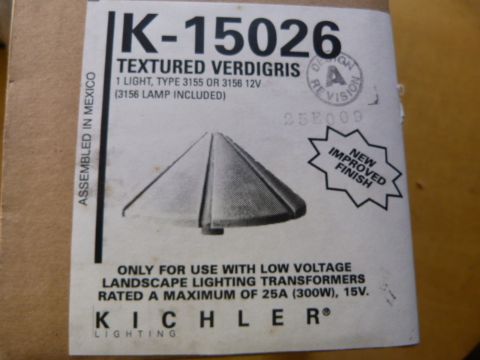 K-15026
TEXTURED VERDIGRIS
1 LIGHT, TYPE 3155 OR 3156 12V
(3156 LAMP INCLUDED)
DESIGN
A
REVISION
25E009
ASSEMBLED IN MEXICO
NEW
IMPROVED
FINISH
ONLY FOR USE WITH LOW VOLTAGE
LANDSCAPE LIGHTING TRANSFORMERS
RATED A MAXIMUM OF 25A (300W), 15V.
KICHLER®
LIGHTING